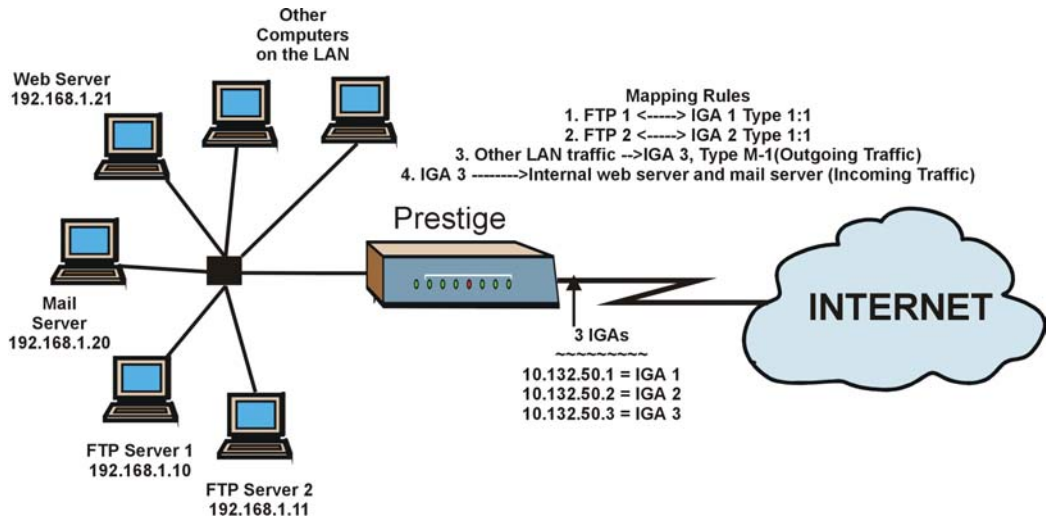 Other
Computers
on the LAN
Web Server
192.168.1.21
Mapping Rules
1. FTP 1 <-----> IGA 1 Type 1:1
2. FTP 2 <-----> IGA 2 Type 1:1
3. Other LAN traffic -->IGA 3, Type M-1(Outgoing Traffic)
4. IGA 3 -------->Internal web server and mail server (Incoming Traffic)
Prestige
INTERNET
Mail
Server
192.168.1.20
3 IGAs
~~~~~~~~~
10.132.50.1 = IGA 1
10.132.50.2 = IGA 2
10.132.50.3 = IGA 3
FTP Server 1
192.168.1.10
FTP Server 2
192.168.1.11